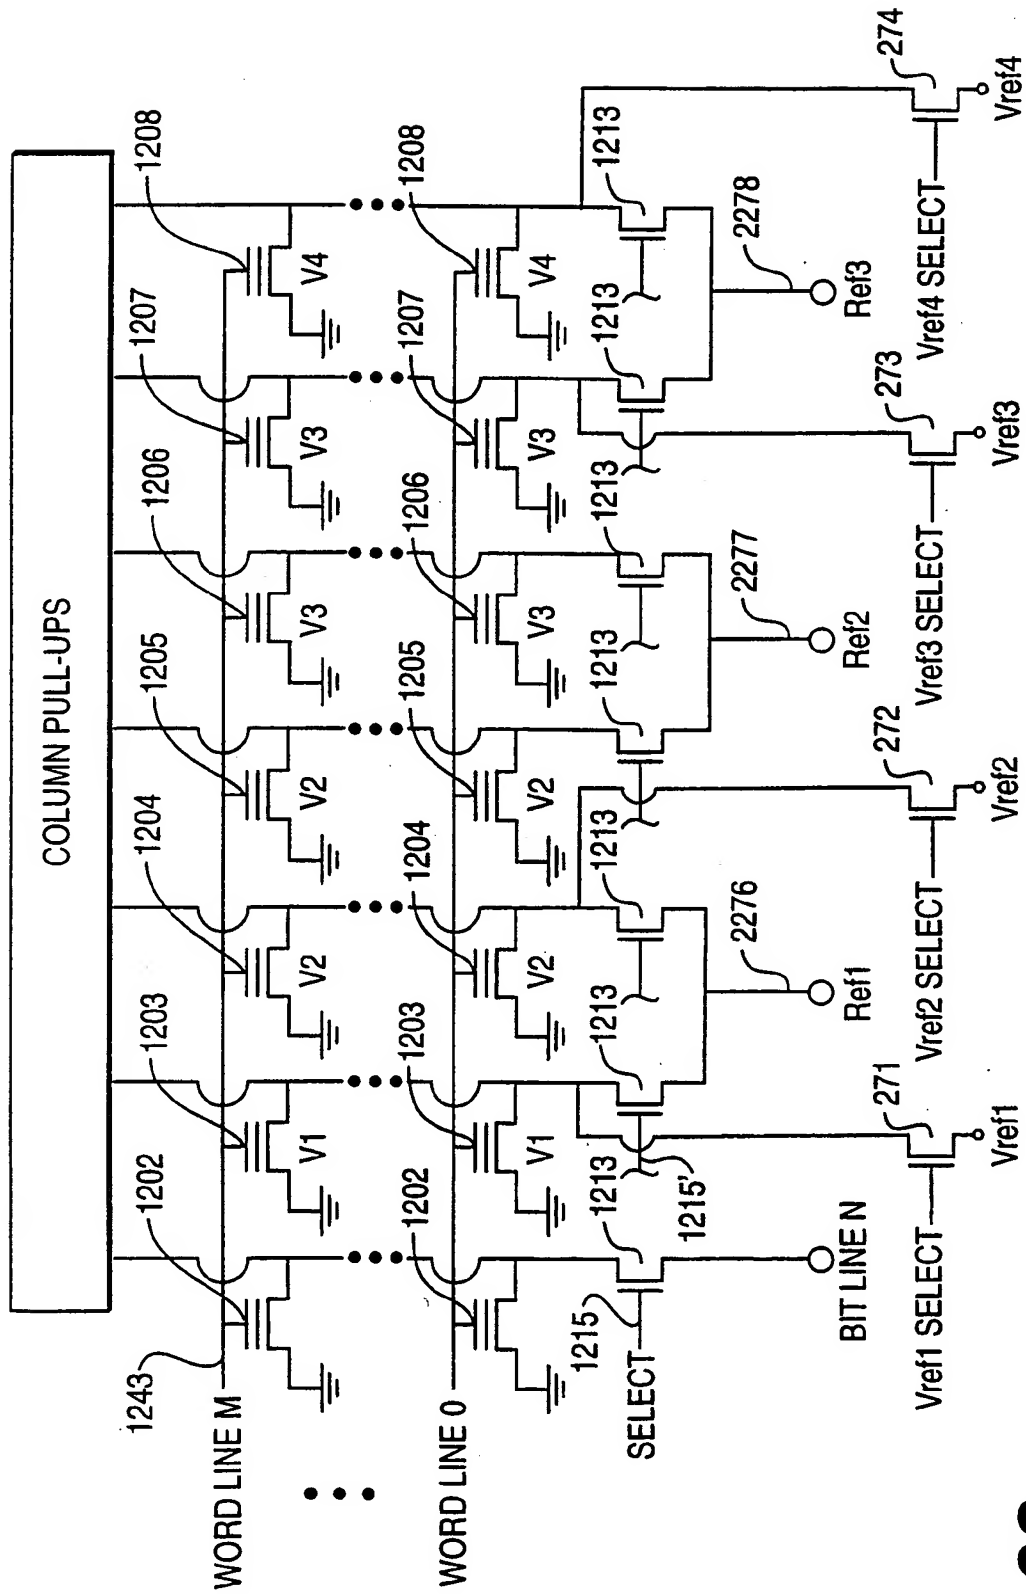 COLUMN PULL-UPS
1243
1202
1203
1204
1205
1206
1207
1208
WORD LINE M
V1
V2
V2
V3
V3
V4
1202
1203
1204
1205
1206
1207
1208
WORD LINE 0
V1
V2
V2
V3
V3
V4
1215
1213
1213
1213
1213
1213
1213
1213
SELECT
1215'
BIT LINE N
2276
Ref1
2277
Ref2
2278
Ref3
271
272
273
274
Vref1 SELECT
Vref2 SELECT
Vref3 SELECT
Vref4 SELECT
Vref1
Vref2
Vref3
Vref4